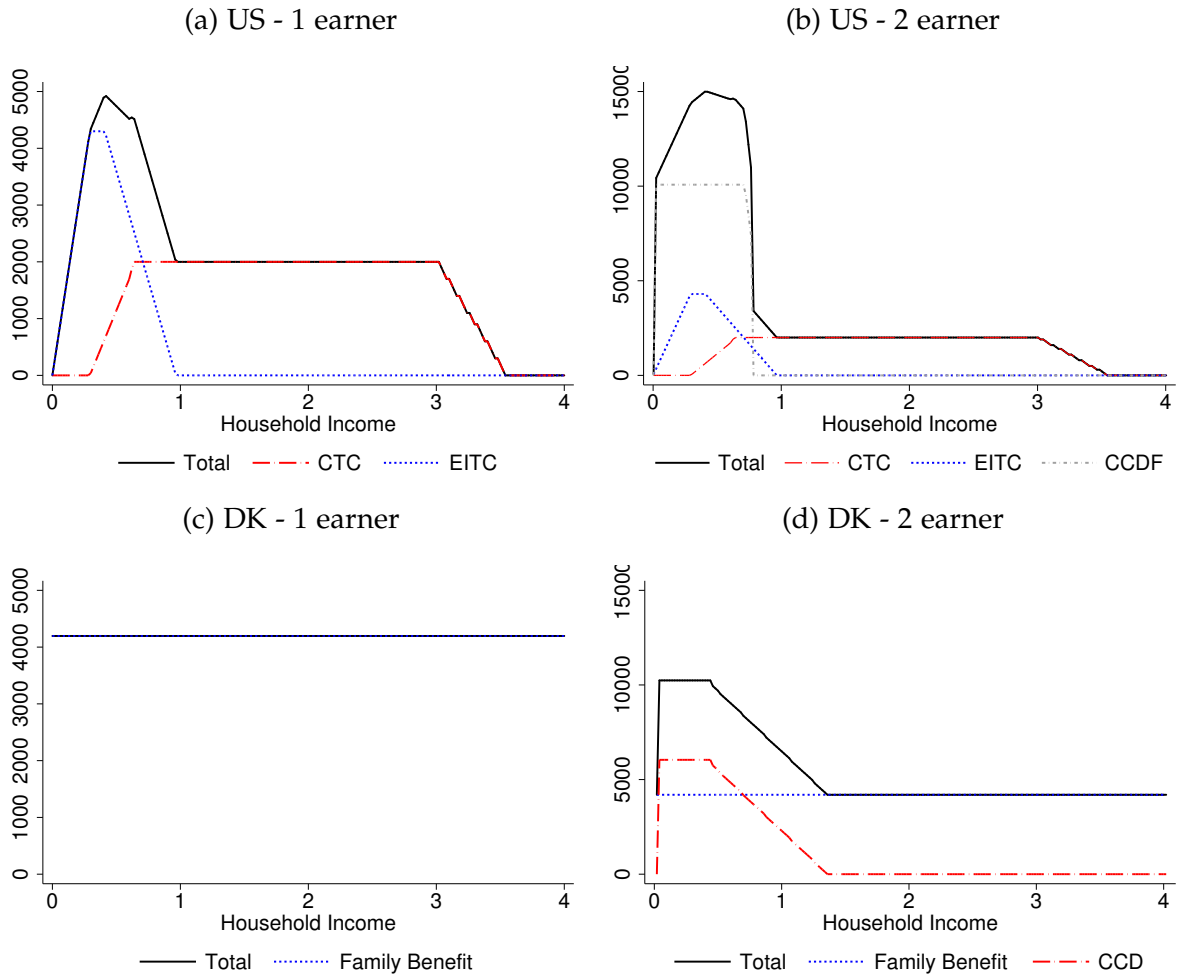 (a) US - 1 earner
(b) US - 2 earner
5000
4000
3000
2000
1000
0
0 1 2 3 4
Household Income
Total CTC EITC
15000
10000
5000
0
0 1 2 3 4
Household Income
Total CTC EITC CCDF
(c) DK - 1 earner
(d) DK - 2 earner
5000
4000
3000
2000
1000
0
0 1 2 3 4
Household Income
Total Family Benefit
15000
10000
5000
0
0 1 2 3 4
Household Income
Total Family Benefit CCD